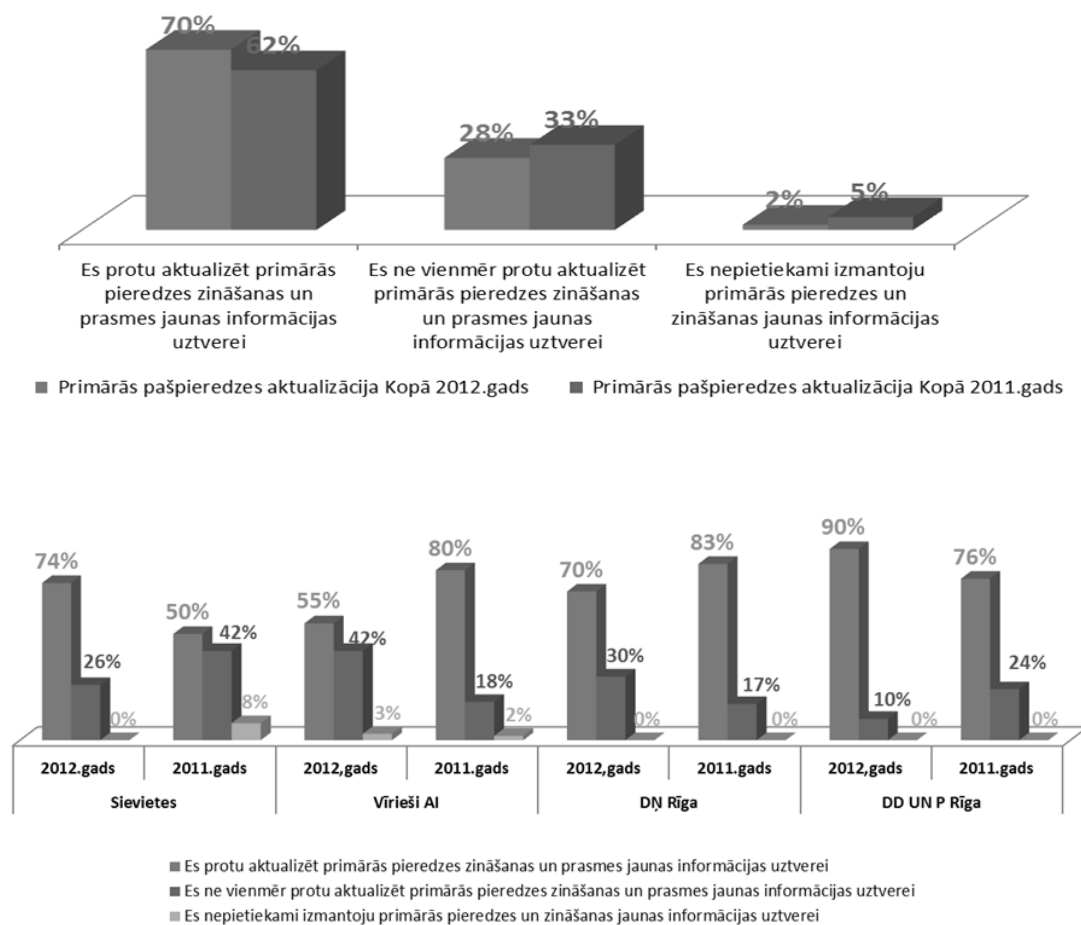 70%
62%
28%
33%
2%
5%
Es protu aktualizēt primārās
pieredzes zināšanas un
prasmes jaunas informācijas
uztverei
Es ne vienmēr protu aktualizēt
primārās pieredzes zināšanas
un prasmes jaunas
informācijas uztverei
Es nepietiekami izmantoju
primārās pieredzes un
zināšanas jaunas informācijas
uztverei
Primārās pašpieredzes aktualizācija Kopā 2012.gads
Primārās pašpieredzes aktualizācija Kopā 2011.gads
74%
26%
0%
50%
42%
8%
55%
42%
3%
80%
18%
2%
70%
30%
0%
83%
17%
0%
90%
10%
0%
76%
24%
0%
2012.gads
2011.gads
2012,gads
2011.gads
2012,gads
2011.gads
2012,gads
2011.gads
Sievietes
Vīrieši AI
DŅ Rīga
DD UN P Rīga
Es protu aktualizēt primārās pieredzes zināšanas un prasmes jaunas informācijas uztverei
Es ne vienmēr protu aktualizēt primārās pieredzes zināšanas un prasmes jaunas informācijas uztverei
Es nepietiekami izmantoju primārās pieredzes un zināšanas jaunas informācijas uztverei